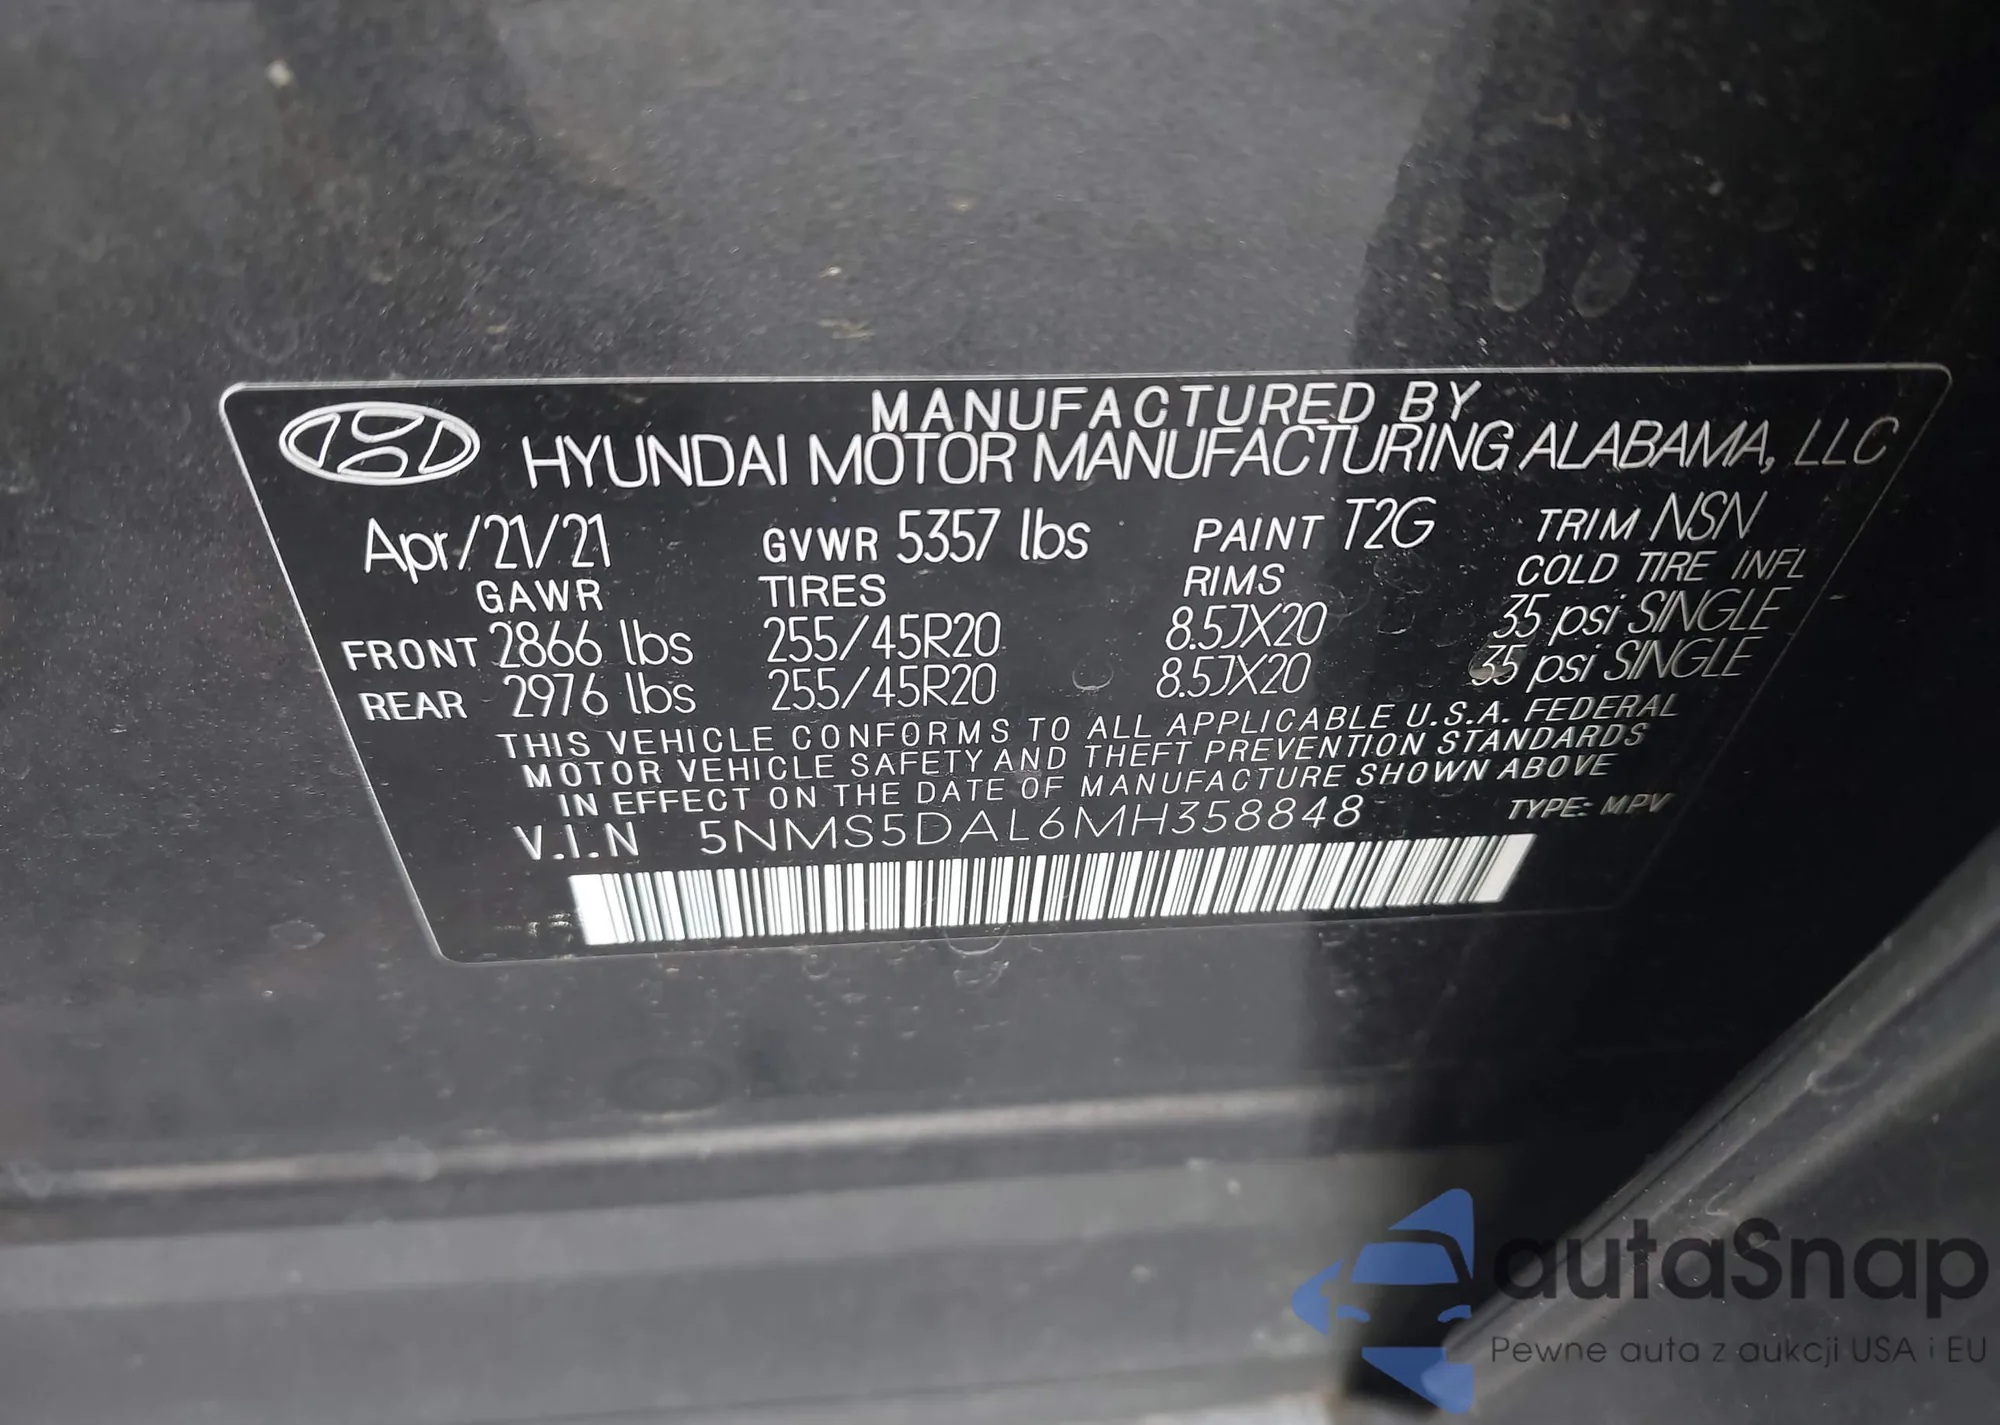 MANUFACTURED BY
HYUNDAI MOTOR MANUFACTURING ALABAMA, LLC
Apr/21/21 GVWR 5357 lbs PAINT T2G TRIM NSN
GAWR TIRES RIMS COLD TIRE INFL
FRONT 2866 lbs 255/45R20 8.5JX20 35 psi SINGLE
REAR 2976 lbs 255/45R20 8.5JX20 35 psi SINGLE
THIS VEHICLE CONFORMS TO ALL APPLICABLE U.S.A. FEDERAL
MOTOR VEHICLE SAFETY AND THEFT PREVENTION STANDARDS
IN EFFECT ON THE DATE OF MANUFACTURE SHOWN ABOVE
V.I.N 5NMS5DAL6MH358848 TYPE: MPV
autaSnap
Pewne auta z aukcji USA i EU